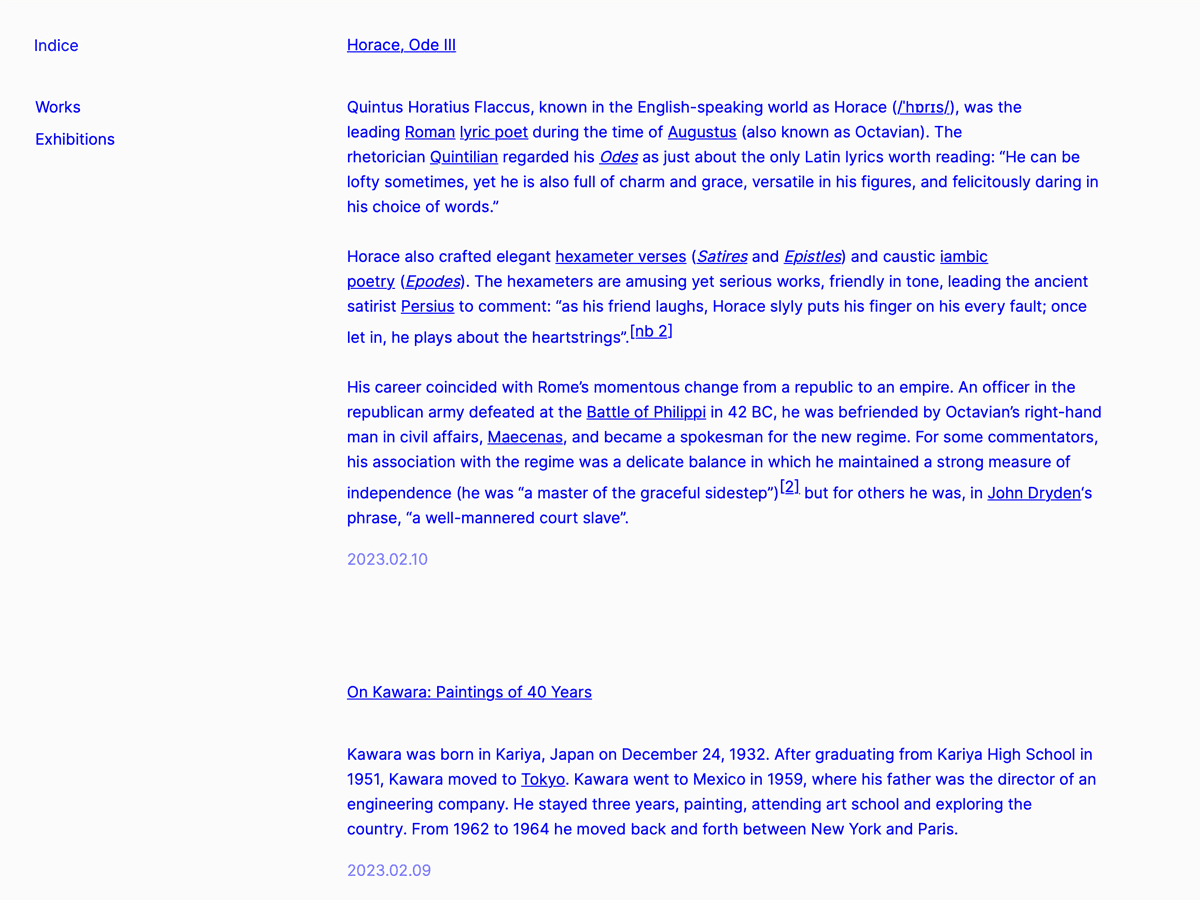 Indice
Works
Exhibitions
Horace, Ode III
Quintus Horatius Flaccus, known in the English-speaking world as Horace (/ˈhɒrɪs/), was the
leading Roman lyric poet during the time of Augustus (also known as Octavian). The
rhetorician Quintilian regarded his Odes as just about the only Latin lyrics worth reading: “He can be
lofty sometimes, yet he is also full of charm and grace, versatile in his figures, and felicitously daring in
his choice of words.”
Horace also crafted elegant hexameter verses (Satires and Epistles) and caustic iambic
poetry (Epodes). The hexameters are amusing yet serious works, friendly in tone, leading the ancient
satirist Persius to comment: “as his friend laughs, Horace slyly puts his finger on his every fault; once
let in, he plays about the heartstrings”.[nb 2]
His career coincided with Rome’s momentous change from a republic to an empire. An officer in the
republican army defeated at the Battle of Philippi in 42 BC, he was befriended by Octavian’s right-hand
man in civil affairs, Maecenas, and became a spokesman for the new regime. For some commentators,
his association with the regime was a delicate balance in which he maintained a strong measure of
independence (he was “a master of the graceful sidestep”)[2] but for others he was, in John Dryden‘s
phrase, “a well-mannered court slave”.
2023.02.10
On Kawara: Paintings of 40 Years
Kawara was born in Kariya, Japan on December 24, 1932. After graduating from Kariya High School in
1951, Kawara moved to Tokyo. Kawara went to Mexico in 1959, where his father was the director of an
engineering company. He stayed three years, painting, attending art school and exploring the
country. From 1962 to 1964 he moved back and forth between New York and Paris.
2023.02.09